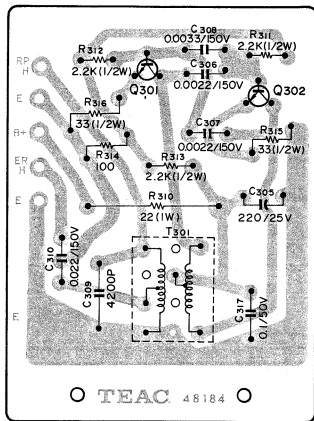 C308
0.0033/150V
R311
2.2K(1/2W)
R312
2.2K(1/2W)
C306
0.0022/150V
RP
H
Q301
Q302
E
R316
33(1/2W)
B+
C307
0.0022/150V
R315
33(1/2W)
R314
100
ER
H
R313
2.2K(1/2W)
E
R310
22(1W)
C305
220/25V
T301
C310
0.022/150V
C309
4200P
C317
0.1/50V
E
TEAC 48184